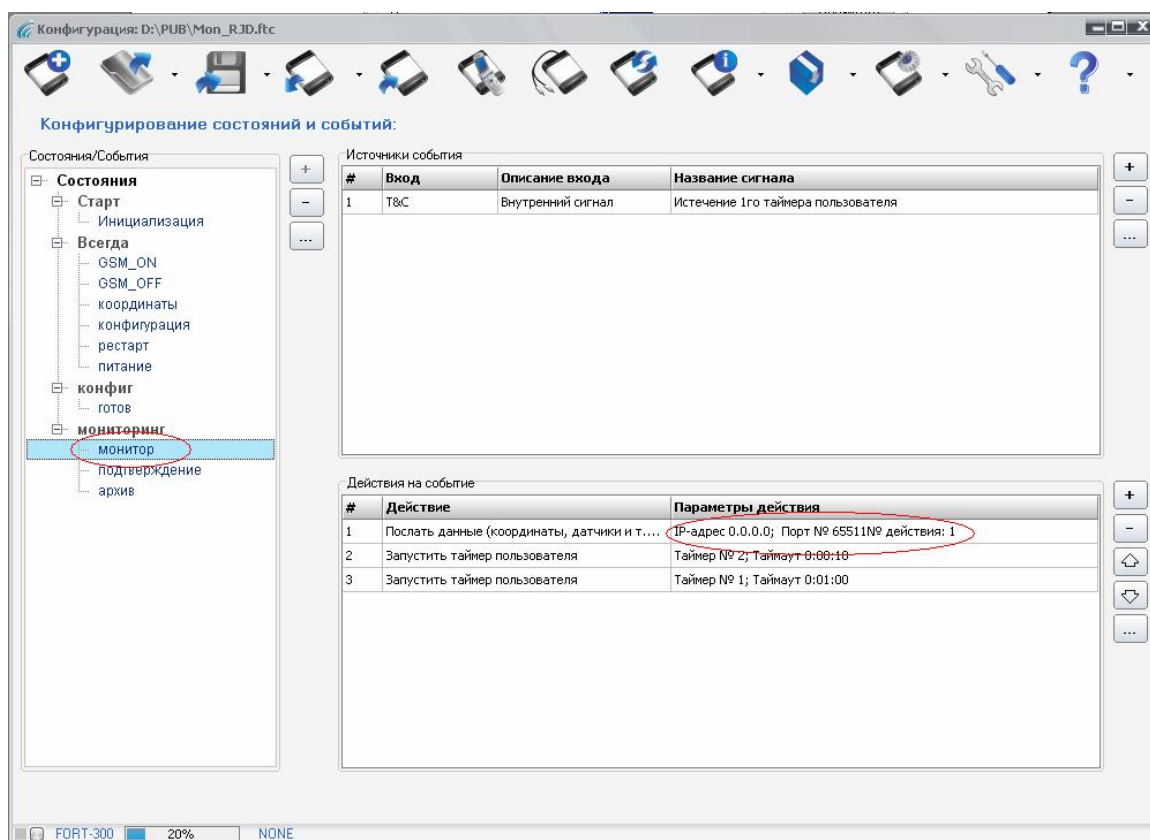 Конфигурация: D:\PUB\Mon_RJD.ftc
Конфигурирование состояний и событий:
Состояния/События
Состояния
Старт
Инициализация
Всегда
GSM_ON
GSM_OFF
координаты
конфигурация
рестарт
питание
конфиг
готов
мониторинг
монитор
подтверждение
архив
+
-
...
Источники события
# Вход Описание входа Название сигнала
1 T&C Внутренний сигнал Истечение 1го таймера пользователя
+
-
...
Действия на событие
# Действие Параметры действия
1 Послать данные (координаты, датчики и т.... IP-адрес 0.0.0.0; Порт № 65511№ действия: 1
2 Запустить таймер пользователя Таймер № 2; Таймаут 0:00:10
3 Запустить таймер пользователя Таймер № 1; Таймаут 0:01:00
+
-
...
FORT-300 20% NONE